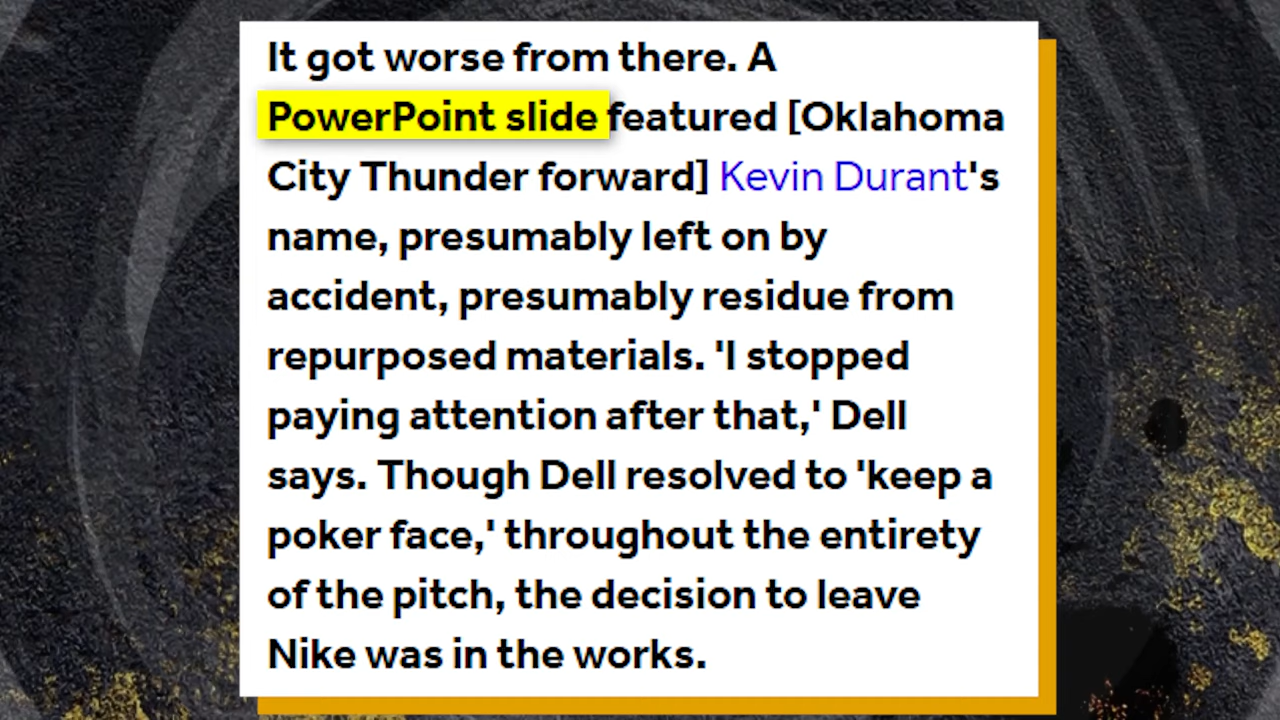 It got worse from there. A
PowerPoint slide featured [Oklahoma
City Thunder forward] Kevin Durant's
name, presumably left on by
accident, presumably residue from
repurposed materials. 'I stopped
paying attention after that,' Dell
says. Though Dell resolved to 'keep a
poker face,' throughout the entirety
of the pitch, the decision to leave
Nike was in the works.